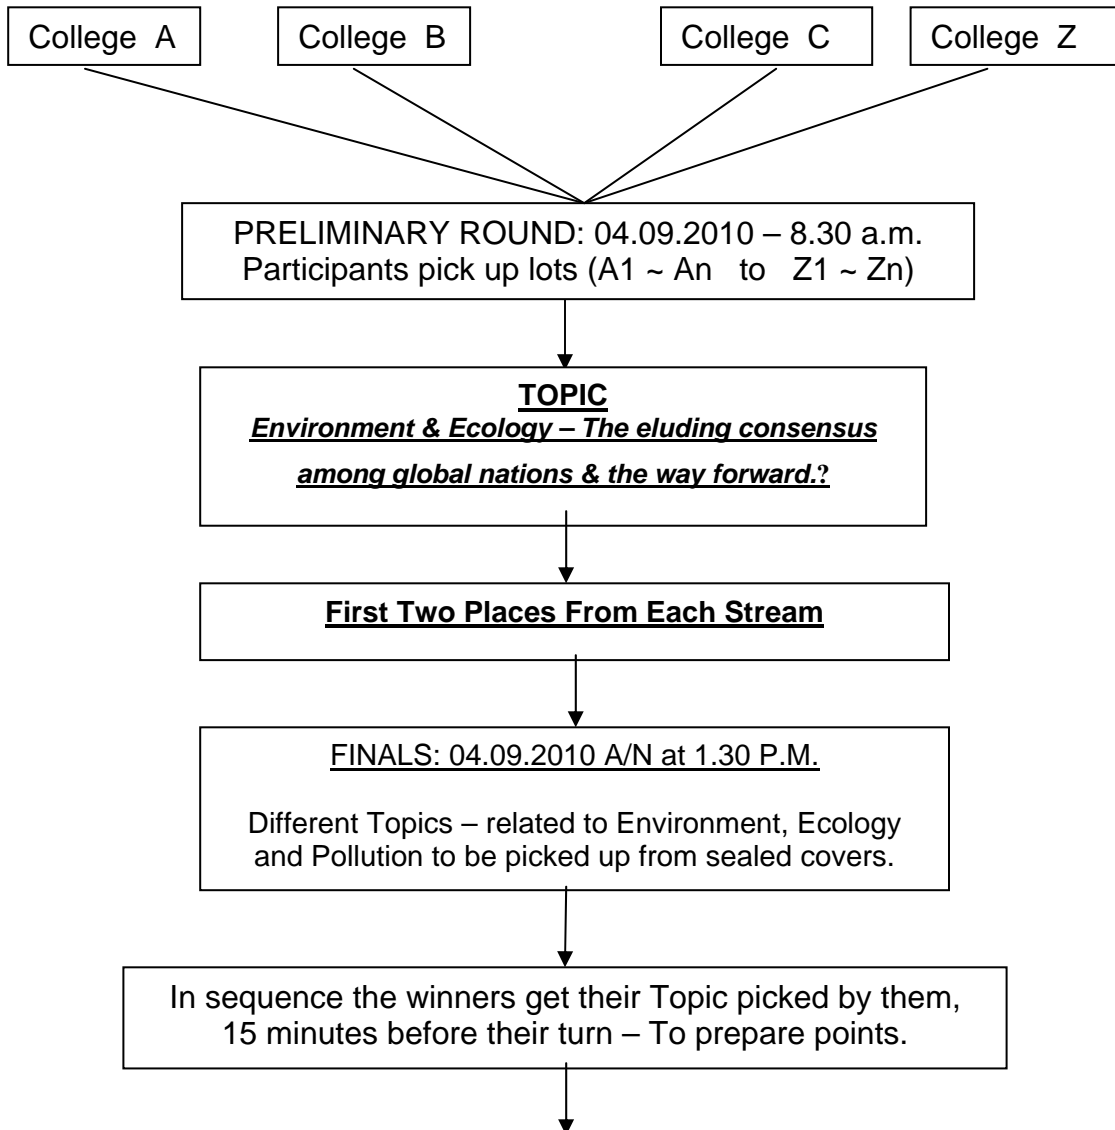 College A
College B
College C
College Z
PRELIMINARY ROUND: 04.09.2010 – 8.30 a.m.
Participants pick up lots (A1 ~ An to Z1 ~ Zn)
TOPIC
Environment & Ecology – The eluding consensus
among global nations & the way forward.?
First Two Places From Each Stream
FINALS: 04.09.2010 A/N at 1.30 P.M.
Different Topics – related to Environment, Ecology
and Pollution to be picked up from sealed covers.
In sequence the winners get their Topic picked by them,
15 minutes before their turn – To prepare points.